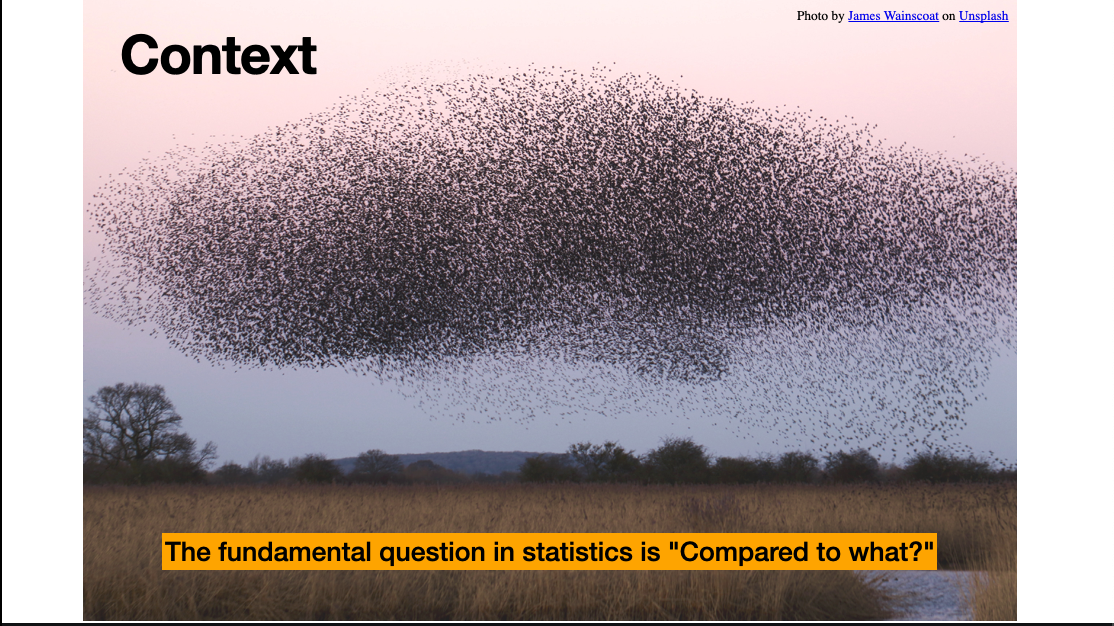 Photo by James Wainscoat on Unsplash
Context
The fundamental question in statistics is "Compared to what?"